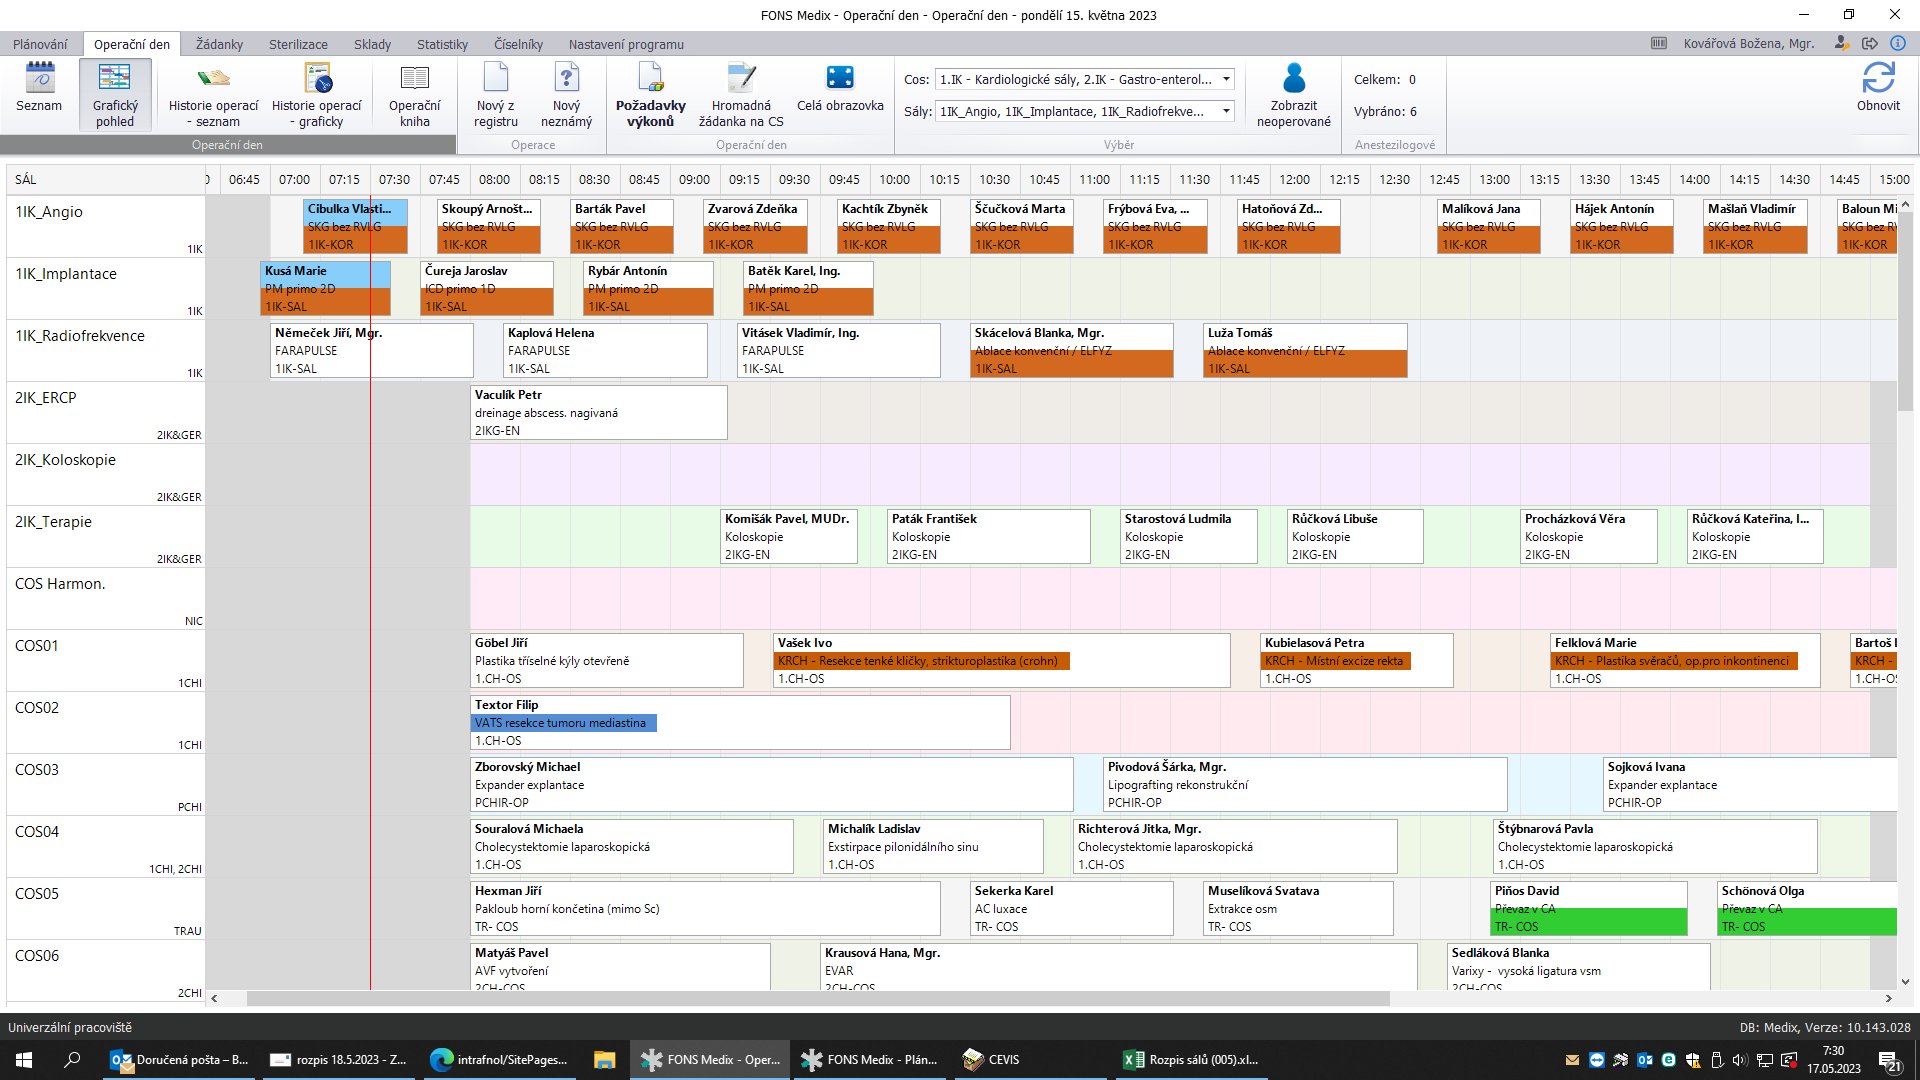 FONS Medix - Operační den - Operační den - pondělí 15. května 2023
Plánování Operační den Žádanky Sterilizace Sklady Statistiky Číselníky Nastavení programu
Kovářová Božena, Mgr.
Seznam
Grafický pohled
Historie operací - seznam
Historie operací - graficky
Operační kniha
Operační den
Nový z registru
Nový neznámý
Operace
Požadavky výkonů
Hromadná žádanka na CS
Celá obrazovka
Operační den
Cos: 1.IK - Kardiologické sály, 2.IK - Gastro-enterol...
Sály: 1IK_Angio, 1IK_Implantace, 1IK_Radiofrekve...
Zobrazit neoperované
Výběr
Celkem: 0
Vybráno: 6
Anestezilogové
Obnovit
SÁL
06:45 07:00 07:15 07:30 07:45 08:00 08:15 08:30 08:45 09:00 09:15 09:30 09:45 10:00 10:15 10:30 10:45 11:00 11:15 11:30 11:45 12:00 12:15 12:30 12:45 13:00 13:15 13:30 13:45 14:00 14:15 14:30 14:45 15:00
1IK_Angio
1IK
Cibulka Vlasti...
SKG bez RVLG
1IK-KOR
Skoupý Arnošt...
SKG bez RVLG
1IK-KOR
Barták Pavel
SKG bez RVLG
1IK-KOR
Zvarová Zdeňka
SKG bez RVLG
1IK-KOR
Kachtík Zbyněk
SKG bez RVLG
1IK-KOR
Ščučková Marta
SKG bez RVLG
1IK-KOR
Frýbová Eva, ...
SKG bez RVLG
1IK-KOR
Hatoňová Zd...
SKG bez RVLG
1IK-KOR
Malíková Jana
SKG bez RVLG
1IK-KOR
Hájek Antonín
SKG bez RVLG
1IK-KOR
Mašlaň Vladimír
SKG bez RVLG
1IK-KOR
Baloun Mi
SKG bez RV
1IK-KOR
1IK_Implantace
1IK
Kusá Marie
PM primo 2D
1IK-SAL
Čureja Jaroslav
ICD primo 1D
1IK-SAL
Rybár Antonín
PM primo 2D
1IK-SAL
Batěk Karel, Ing.
PM primo 2D
1IK-SAL
1IK_Radiofrekvence
1IK
Němeček Jiří, Mgr.
FARAPULSE
1IK-SAL
Kaplová Helena
FARAPULSE
1IK-SAL
Vitásek Vladimír, Ing.
FARAPULSE
1IK-SAL
Skácelová Blanka, Mgr.
Ablace konvenční / ELFYZ
1IK-SAL
Luža Tomáš
Ablace konvenční / ELFYZ
1IK-SAL
2IK_ERCP
2IK&GER
Vaculík Petr
dreinage abscess. nagivaná
2IKG-EN
2IK_Koloskopie
2IK&GER
2IK_Terapie
2IK&GER
Komišák Pavel, MUDr.
Koloskopie
2IKG-EN
Paták František
Koloskopie
2IKG-EN
Starostová Ludmila
Koloskopie
2IKG-EN
Růčková Libuše
Koloskopie
2IKG-EN
Procházková Věra
Koloskopie
2IKG-EN
Růčková Kateřina, I...
Koloskopie
2IKG-EN
COS Harmon.
NIC
COS01
1CHI
Göbel Jiří
Plastika tříselné kýly otevřeně
1.CH-OS
Vašek Ivo
KRCH - Resekce tenké kličky, strikturoplastika (crohn)
1.CH-OS
Kubielasová Petra
KRCH - Místní excize rekta
1.CH-OS
Felklová Marie
KRCH - Plastika svěračů, op.pro inkontinenci
1.CH-OS
Bartoš
KRCH -
1.CH-OS
COS02
1CHI
Textor Filip
VATS resekce tumoru mediastina
1.CH-OS
COS03
PCHI
Zborovský Michael
Expander explantace
PCHIR-OP
Pivodová Šárka, Mgr.
Lipografting rekonstrukční
PCHIR-OP
Sojková Ivana
Expander explantace
PCHIR-OP
COS04
1CHI, 2CHI
Souralová Michaela
Cholecystektomie laparoskopická
1.CH-OS
Michalík Ladislav
Exstirpace pilonidálního sinu
1.CH-OS
Richterová Jitka, Mgr.
Cholecystektomie laparoskopická
1.CH-OS
Štýbnarová Pavla
Cholecystektomie laparoskopická
1.CH-OS
COS05
TRAU
Hexman Jiří
Pakloub horní končetina (mimo Sc)
TR- COS
Sekerka Karel
AC luxace
TR- COS
Muselíková Svatava
Extrakce osm
TR- COS
Piňos David
Převaz v CA
TR- COS
Schönová Olga
Převaz v CA
TR- COS
COS06
2CHI
Matyáš Pavel
AVF vytvoření
2CH-COS
Krausová Hana, Mgr.
EVAR
2CH-COS
Sedláková Blanka
Varixy - vysoká ligatura vsm
2CH-COS
Univerzální pracoviště
DB: Medix, Verze: 10.143.028
Doručená pošta – B...
rozpis 18.5.2023 - Z...
intrafnol/SitePages...
FONS Medix - Oper...
FONS Medix - Plán...
CEVIS
Rozpis sálů (005).xl...
7:30
17.05.2023
21